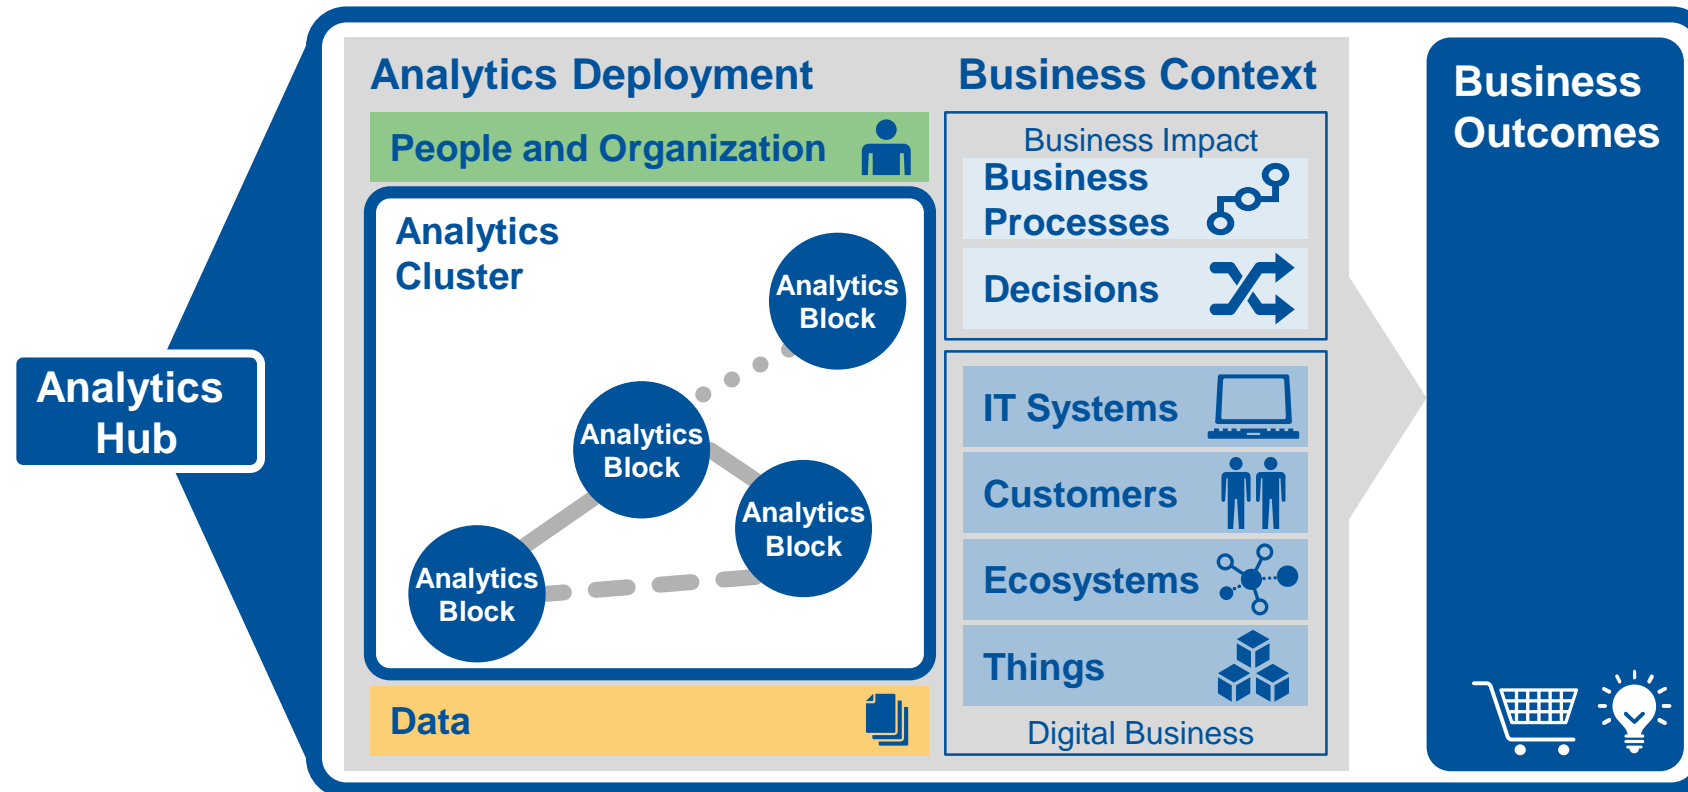 Analytics
Hub
Analytics Deployment
People and Organization
Analytics
Cluster
Analytics
Block
Analytics
Block
Analytics
Block
Analytics
Block
Data
Business Context
Business Impact
Business
Processes
Decisions
IT Systems
Customers
Ecosystems
Things
Digital Business
Business
Outcomes